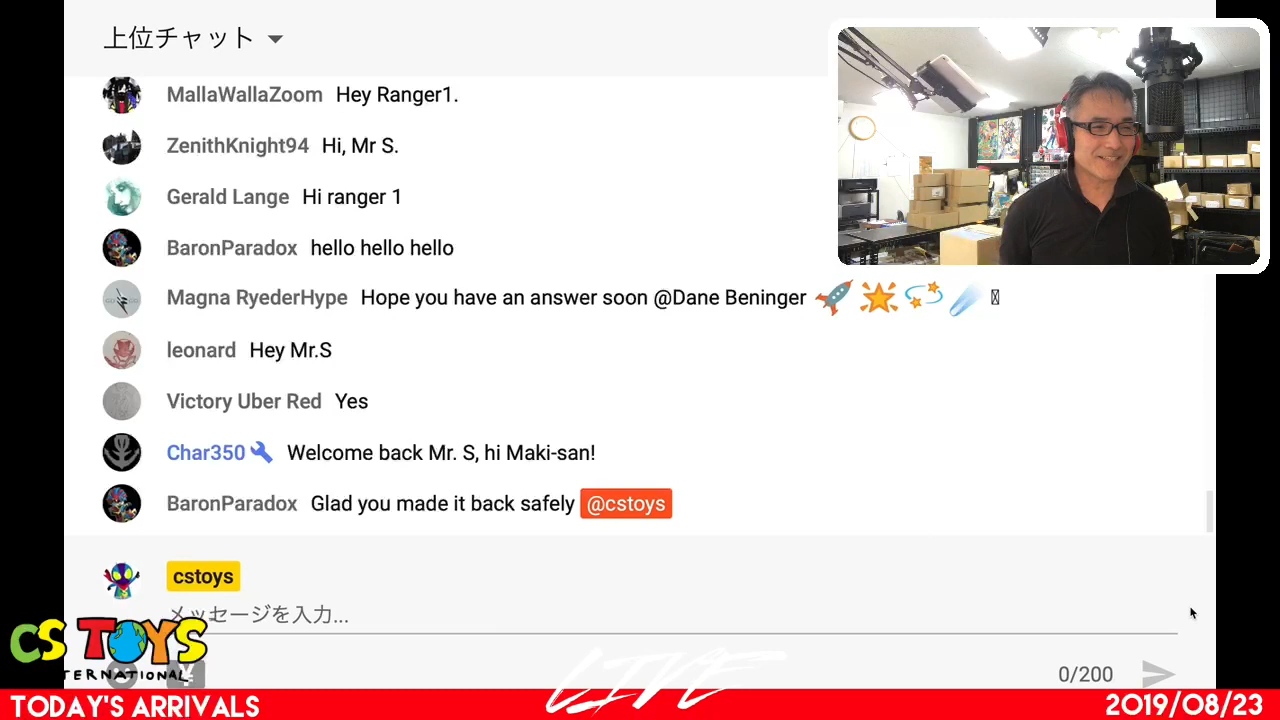 上位チャット
MallaWallaZoom Hey Ranger1.
ZenithKnight94 Hi, Mr S.
Gerald Lange Hi ranger 1
BaronParadox hello hello hello
Magna RyederHype Hope you have an answer soon @Dane Beninger
leonard Hey Mr.S
Victory Uber Red Yes
Char350 Welcome back Mr. S, hi Maki-san!
BaronParadox Glad you made it back safely @cstoys
cstoys
メッセージを入力...
CS TOYS
TERNATIONAL
LIVE
0/200
TODAY'S ARRIVALS
2019/08/23